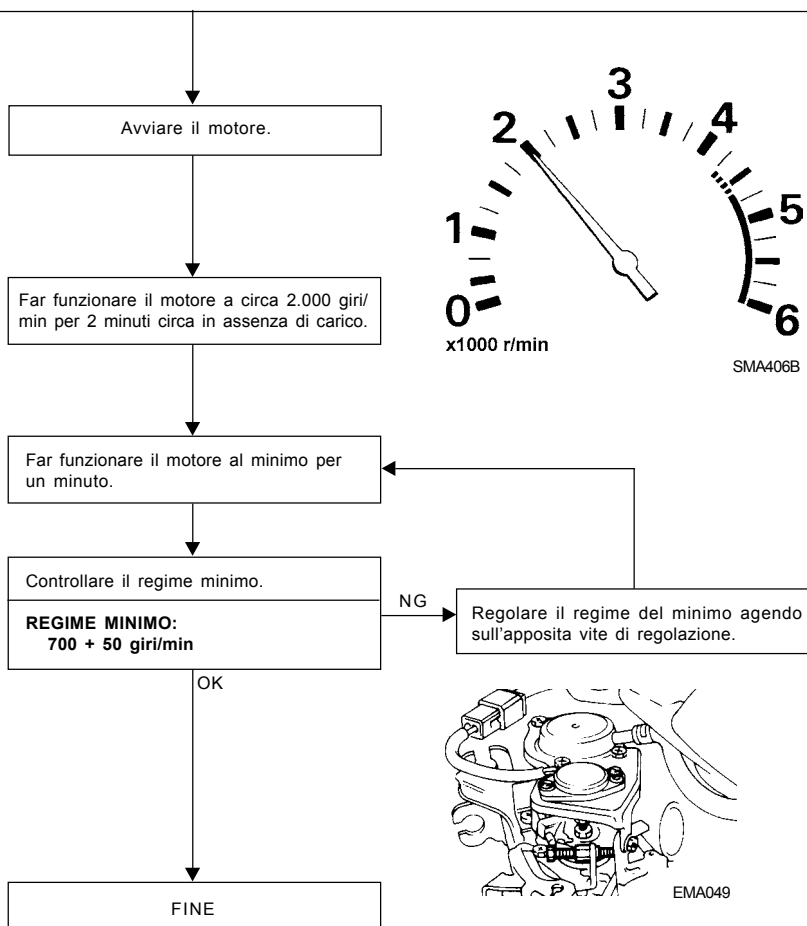 Avviare il motore.
0
1
2
3
4
5
6
x1000 r/min
SMA406B
Far funzionare il motore a circa 2.000 giri/
min per 2 minuti circa in assenza di carico.
Far funzionare il motore al minimo per
un minuto.
Controllare il regime minimo.
REGIME MINIMO:
700 + 50 giri/min
NG
Regolare il regime del minimo agendo
sull'apposita vite di regolazione.
OK
EMA049
FINE